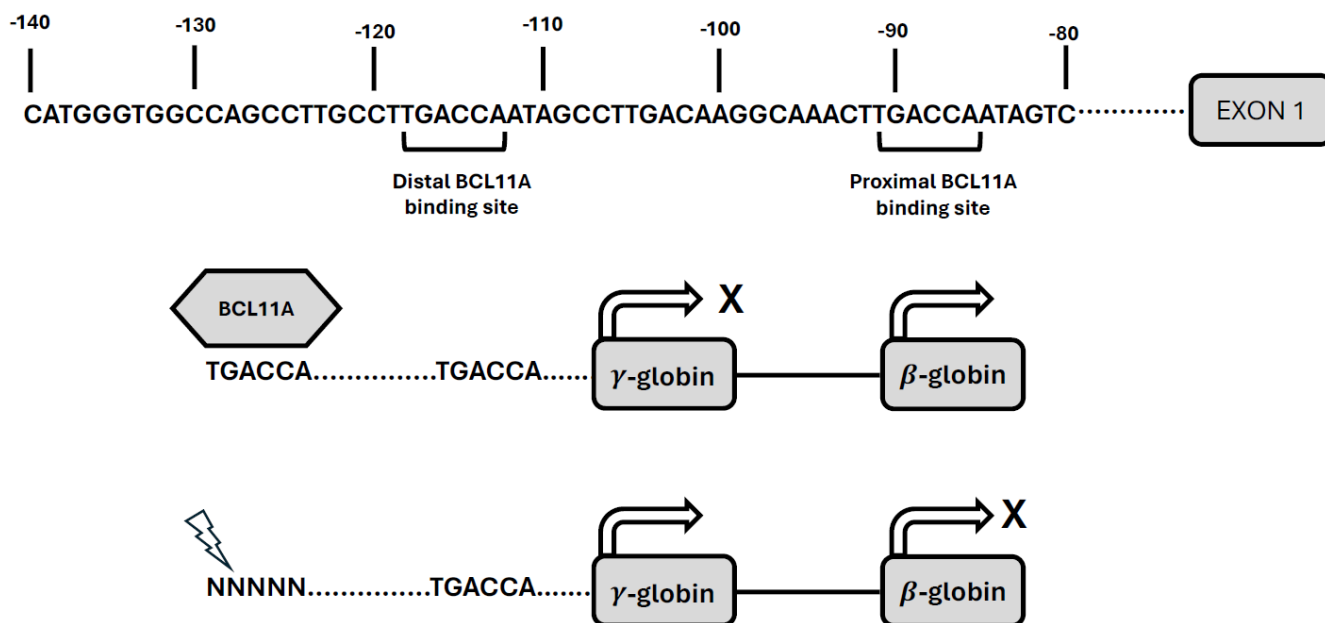 -140 -130 -120 -110 -100 -90 -80
CATGGGTGGCCAGCCTTGCCTTGACCAATAGCCTTGACAAGGCAAACTTGACCAATAGTC............ EXON 1
Distal BCL11A
binding site
Proximal BCL11A
binding site
BCL11A
X
TGACCA...............TGACCA......
γ-globin
β-globin
X
NNNNN...............TGACCA.......
γ-globin
β-globin